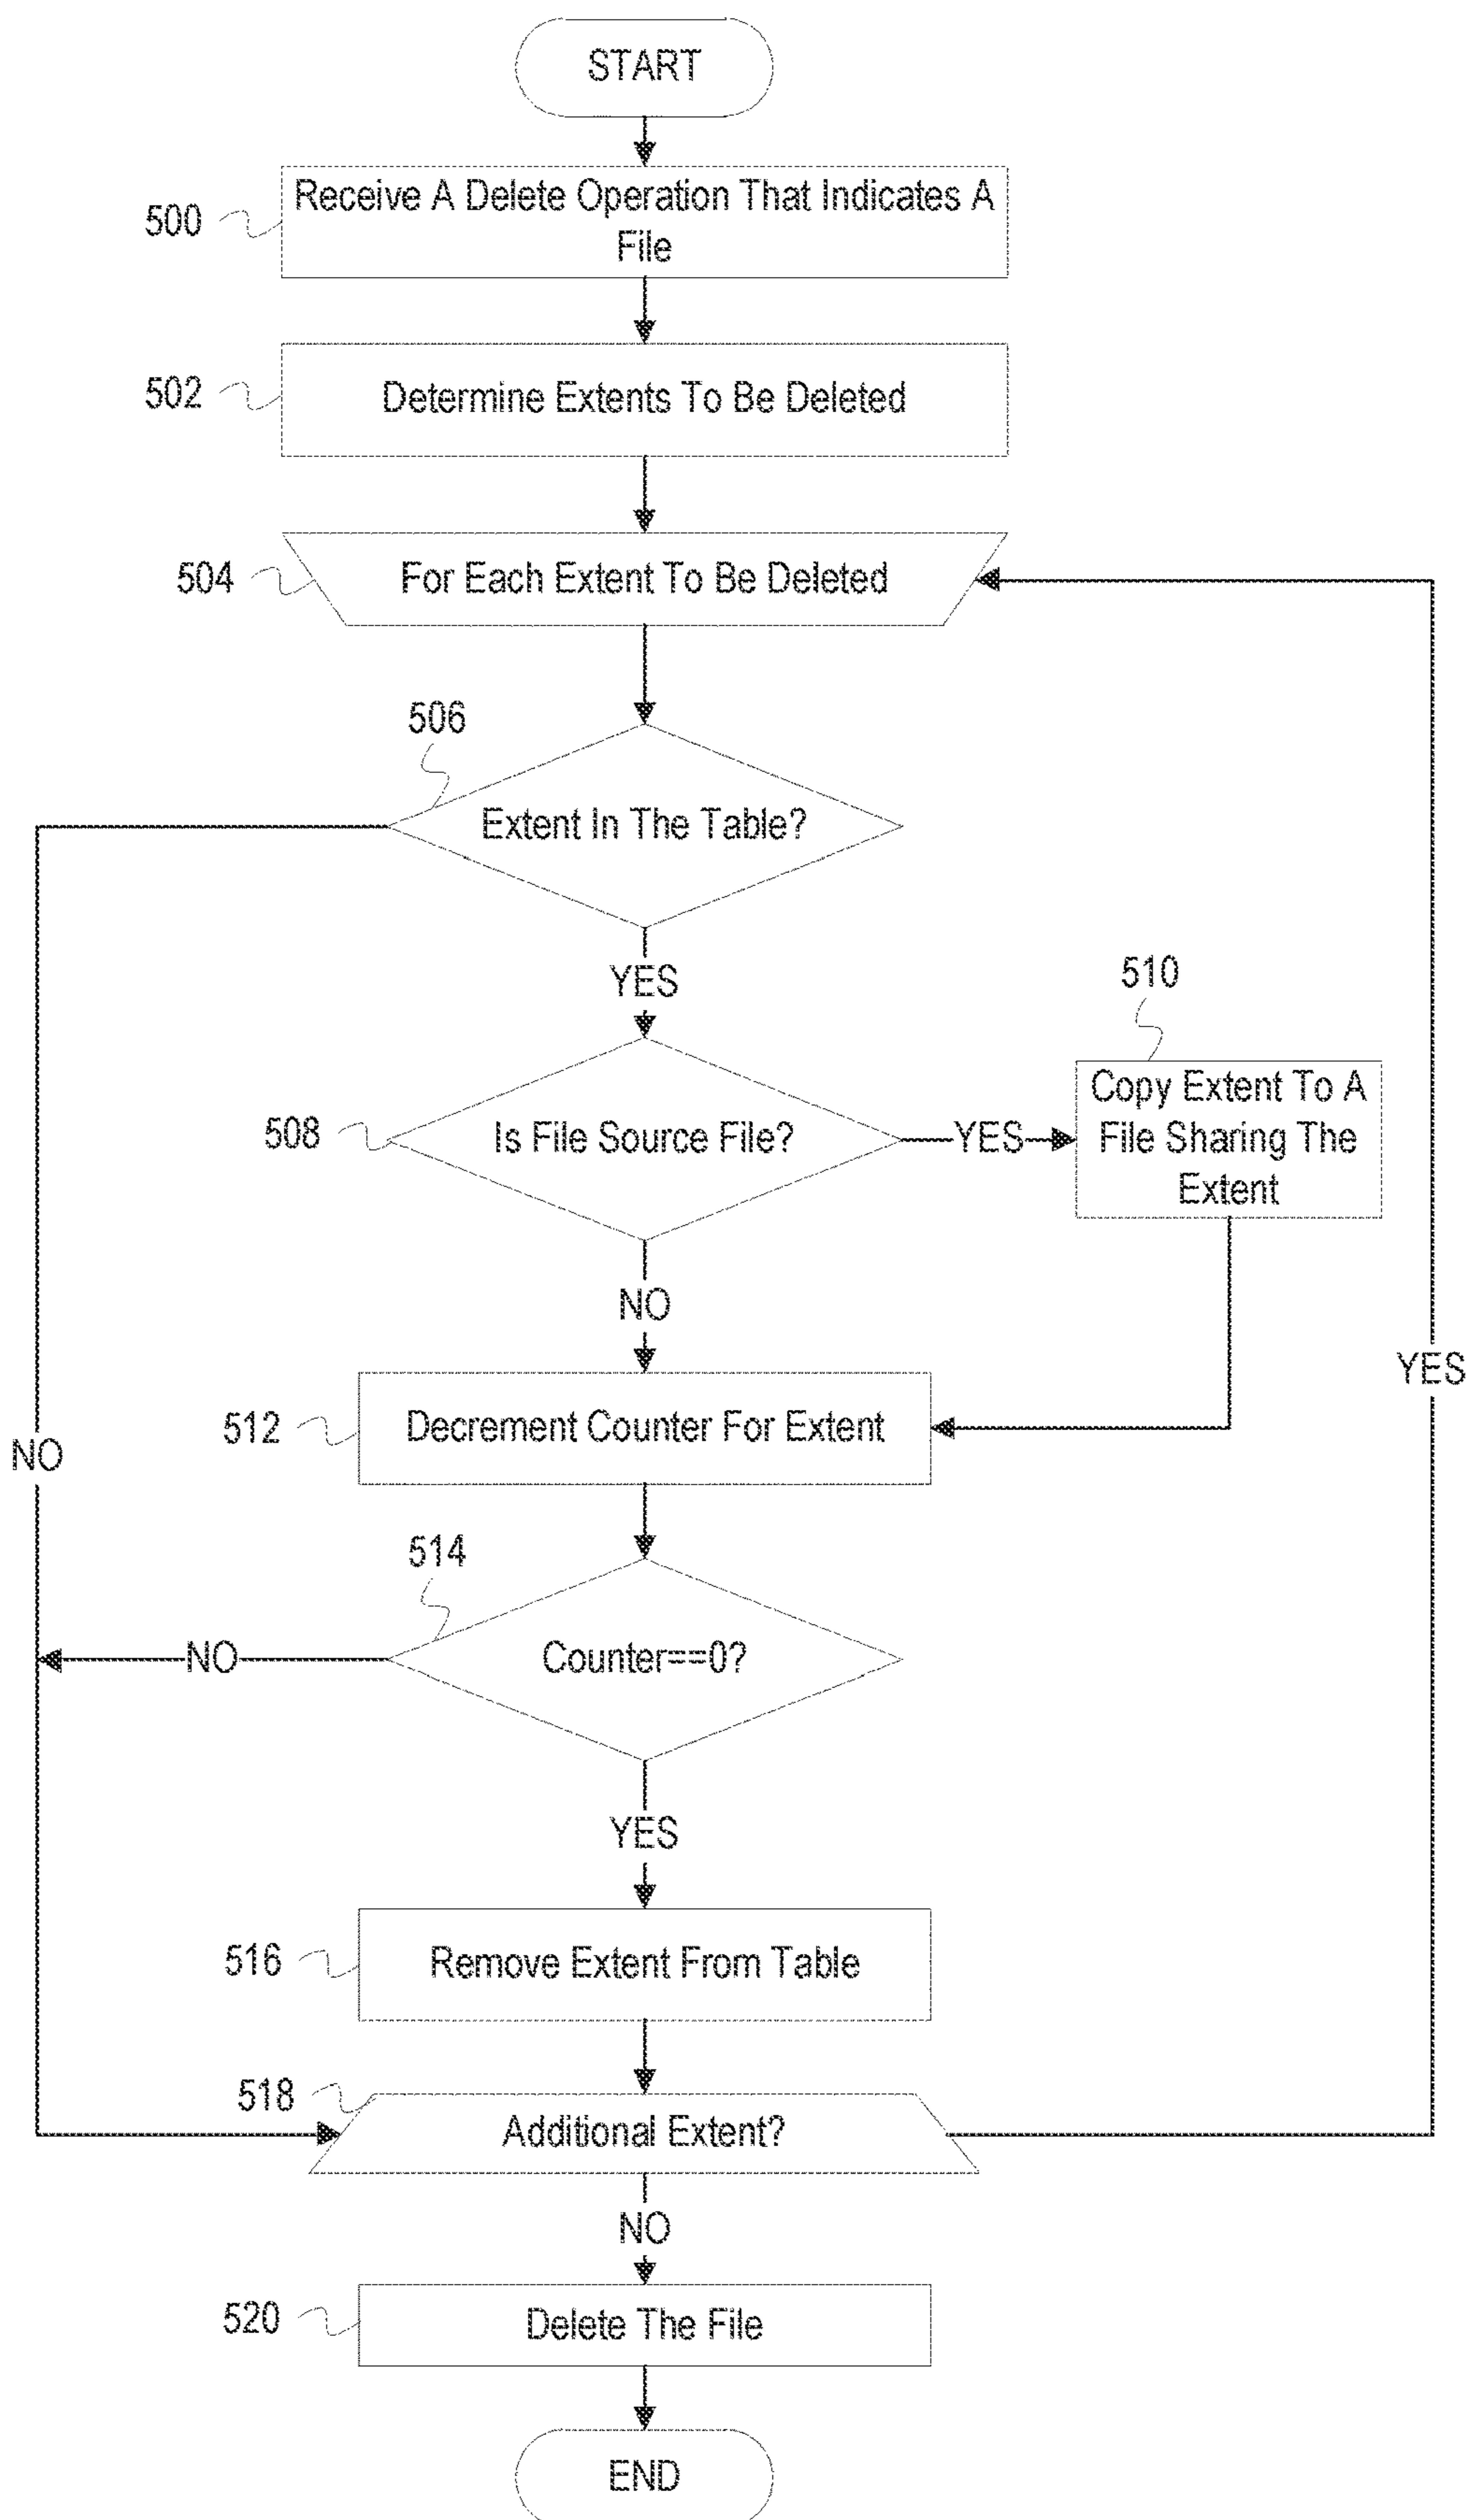 START
500
Receive A Delete Operation That Indicates A
File
502
Determine Extents To Be Deleted
504
For Each Extent To Be Deleted
506
Extent In The Table?
YES
510
508
Is File Source File?
YES
Copy Extent To A
File Sharing The
Extent
NO
YES
512
Decrement Counter For Extent
NO
514
Counter==0?
NO
YES
516
Remove Extent From Table
518
Additional Extent?
NO
520
Delete The File
END